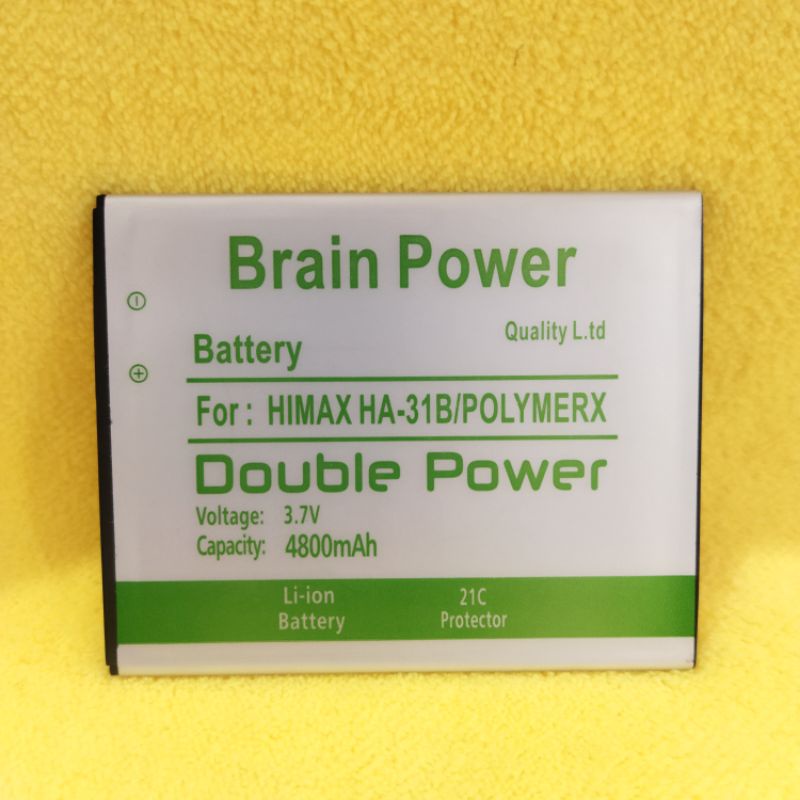 Brain Power
Quality L.td
Battery
For : HIMAX HA-31B/POLYMERX
Double Power
Voltage: 3.7V
Capacity: 4800mAh
Li-ion Battery
21C Protector